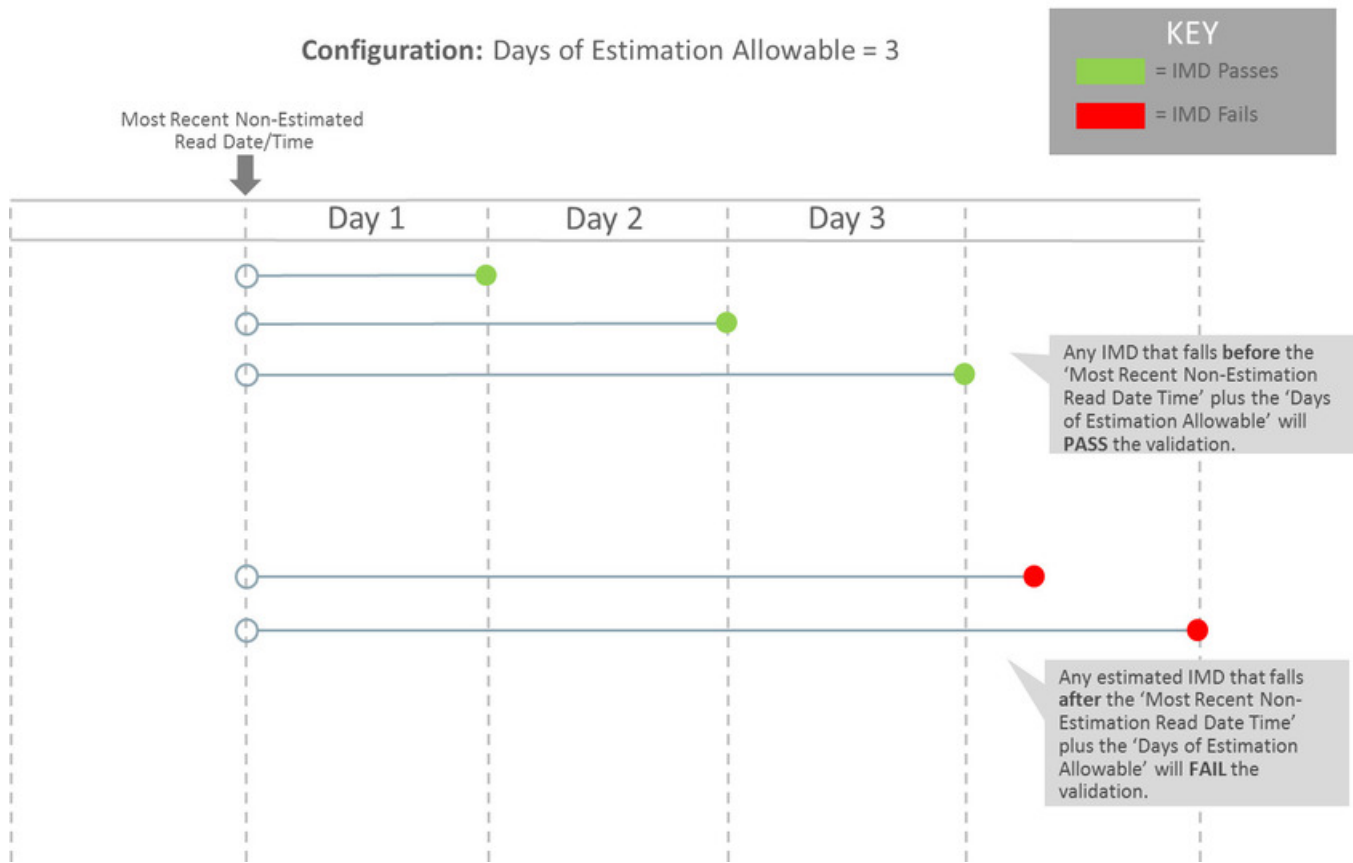 Configuration: Days of Estimation Allowable = 3
KEY
= IMD Passes
= IMD Fails
Most Recent Non-Estimated
Read Date/Time
Day 1
Day 2
Day 3
Any IMD that falls before the
‘Most Recent Non-Estimation
Read Date Time’ plus the ‘Days
of Estimation Allowable’ will
PASS the validation.
Any estimated IMD that falls
after the ‘Most Recent Non-
Estimation Read Date Time’
plus the ‘Days of Estimation
Allowable’ will FAIL the
validation.